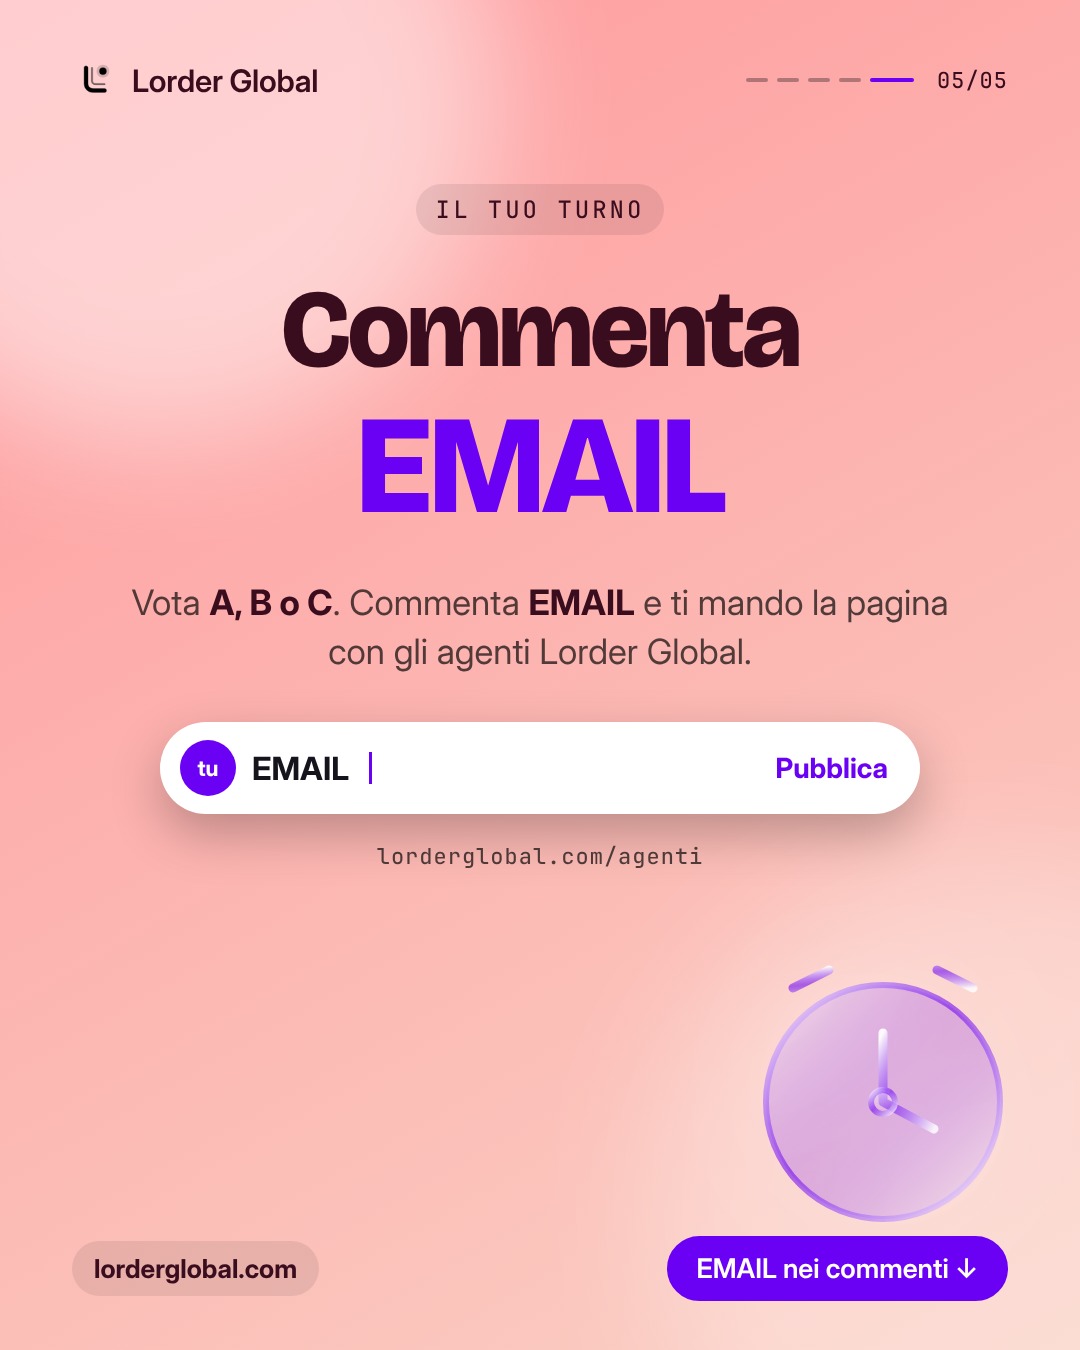 Lorder Global
05/05
IL TUO TURNO
Commenta
EMAIL
Vota A, B o C. Commenta EMAIL e ti mando la pagina
con gli agenti Lorder Global.
tu EMAIL Pubblica
lorderglobal.com/agenti
lorderglobal.com
EMAIL nei commenti ↓